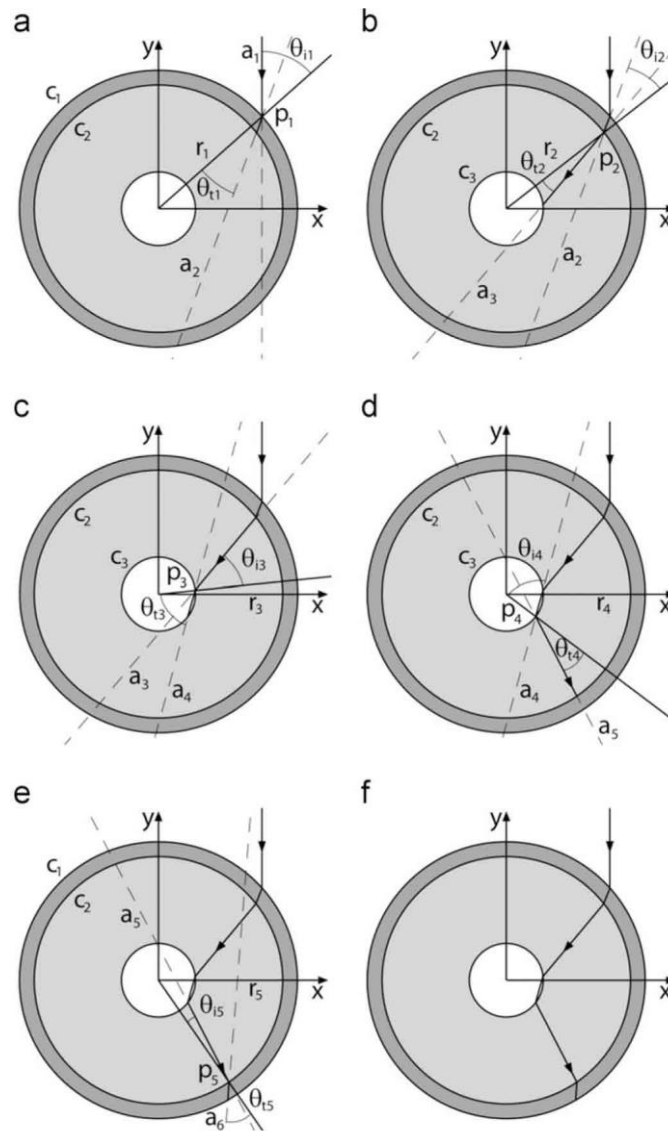 a
y
a₁
θᵢ₁
c₁
c₂
p₁
r₁
θₜ₁
x
a₂
b
y
θᵢ₂
c₂
r₂
p₂
c₃
θₜ₂
x
a₂
a₃
c
y
c₂
c₃
θᵢ₃
p₃
x
r₃
θₜ₃
a₃
a₄
d
y
c₂
c₃
θᵢ₄
x
p₄
r₄
θₜ₄
a₄
a₅
e
y
c₁
c₂
a₅
x
r₅
θᵢ₅
p₅
θₜ₅
a₆
f
y
x